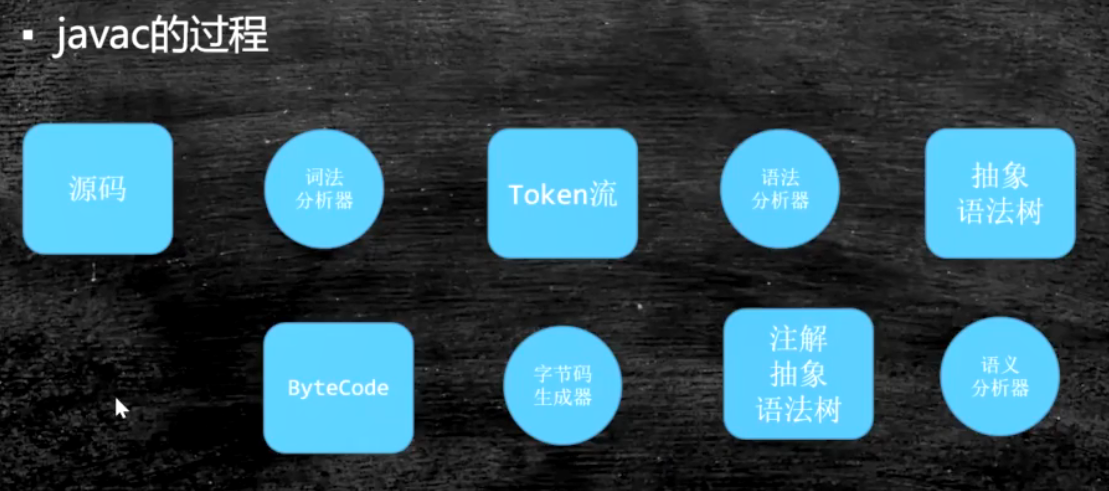 ▪ javac的过程
源码
词法
分析器
Token流
语法
分析器
抽象
语法树
ByteCode
字节码
生成器
注解
抽象
语法树
语义
分析器